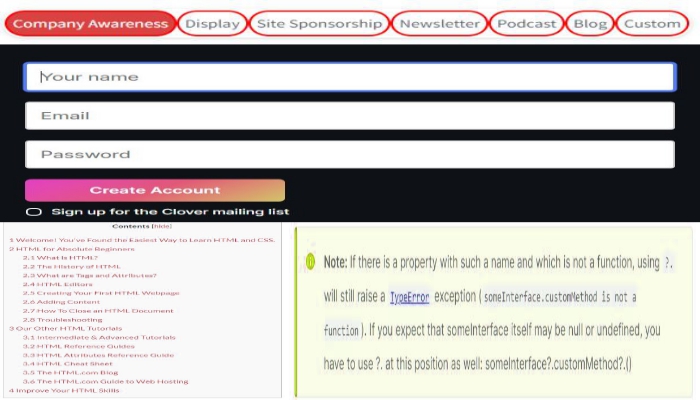 Company Awareness Display Site Sponsorship Newsletter Podcast Blog Custom
Your name
Email
Password
Create Account
Sign up for the Clover mailing list
Contents [hide]
1 Welcome! You've Found the Easiest Way to Learn HTML and CSS.
2 HTML for Absolute Beginners
2.1 What is HTML?
2.2 The History of HTML
2.3 What are Tags and Attributes?
2.4 HTML Editors
2.5 Creating Your First HTML Webpage
2.6 Adding Content
2.7 How To Close an HTML Document
2.8 Troubleshooting
3 Our Other HTML Tutorials
3.1 Intermediate & Advanced Tutorials
3.2 HTML Reference Guides
3.3 HTML Attributes Reference Guide
3.4 HTML Cheat Sheet
3.5 The HTML.com Blog
3.6 The HTML.com Guide to Web Hosting
4 Improve Your HTML Skills
Note: If there is a property with such a name and which is not a function, using ?.
will still raise a TypeError exception (someInterface.customMethod is not a
function). If you expect that someInterface itself may be null or undefined, you
have to use ?. at this position as well: someInterface?.customMethod?.()